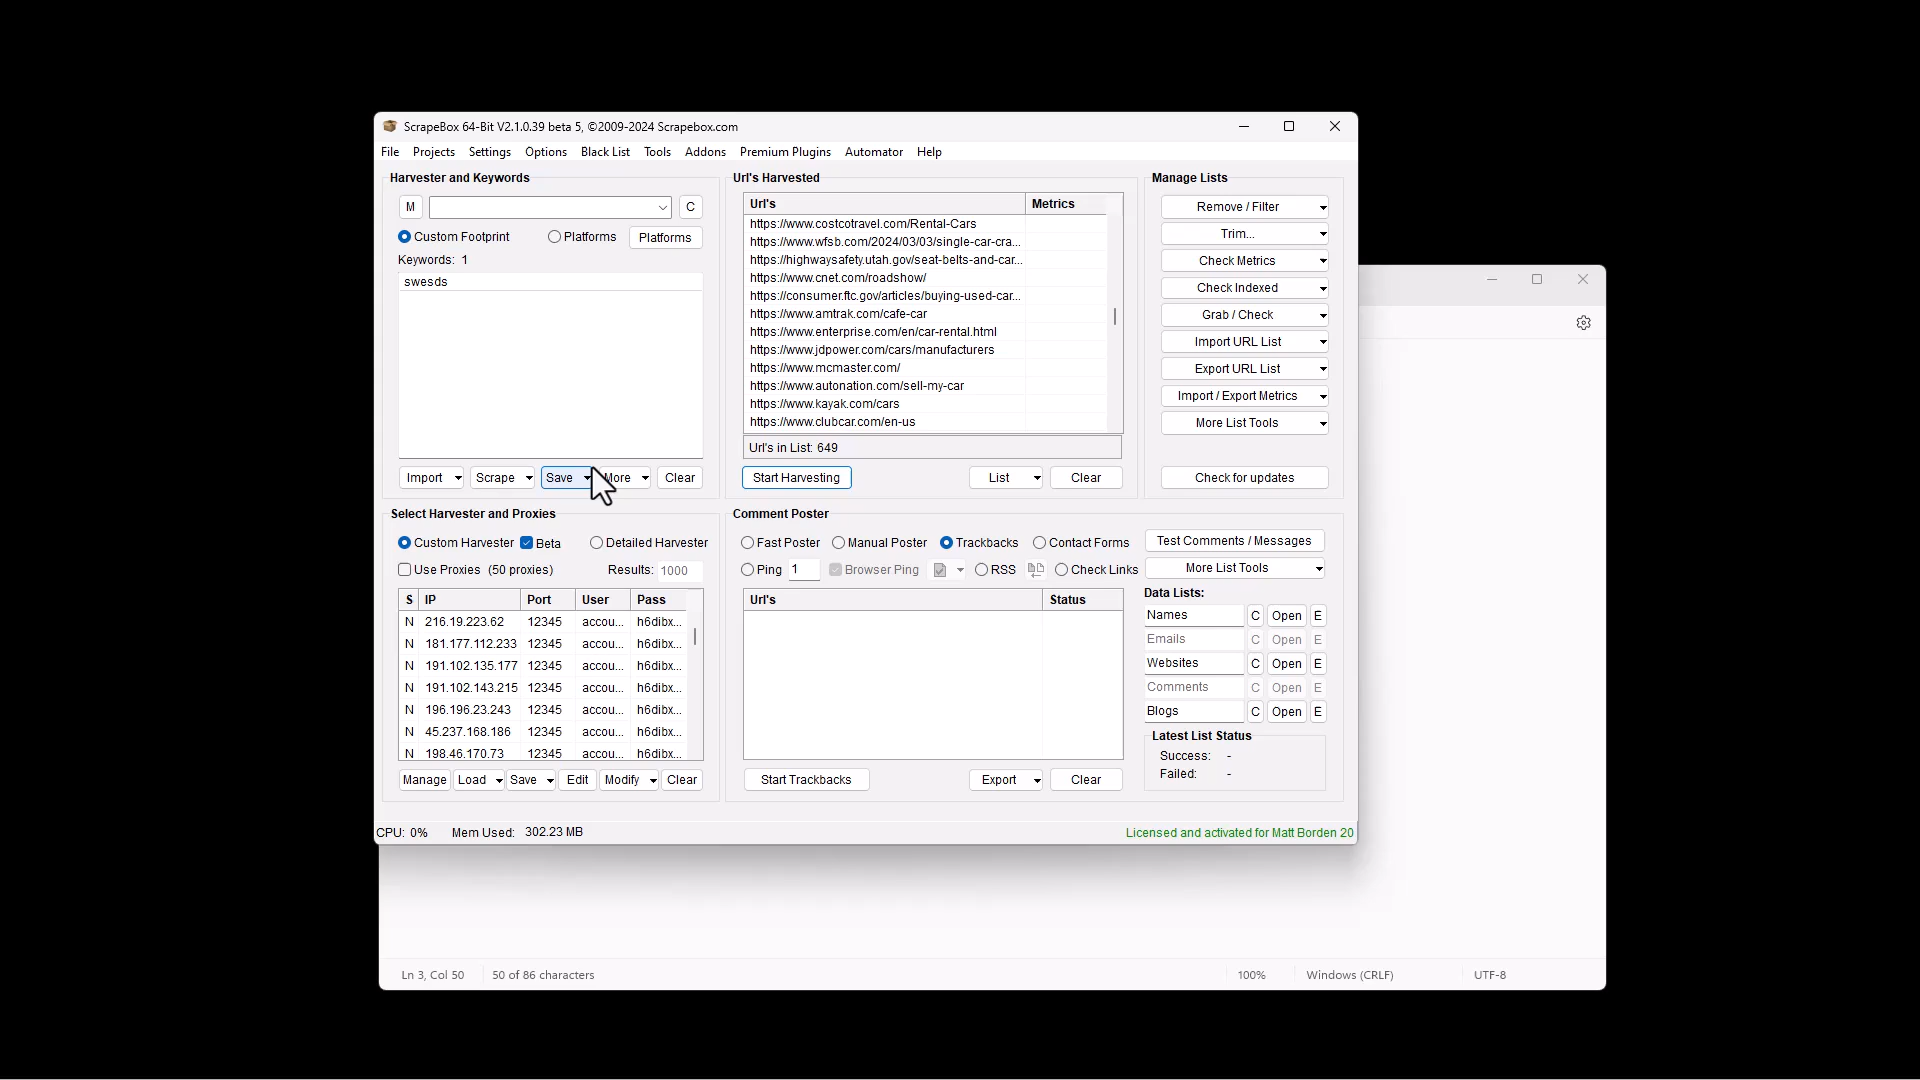 ScrapeBox 64-Bit V2.1.0.39 beta 5, ©2009-2024 Scrapebox.com
File Projects Settings Options Black List Tools Addons Premium Plugins Automator Help
Harvester and Keywords
M C
Custom Footprint Platforms Platforms
Keywords: 1
swesds
Import Scrape Save More Clear
Url's Harvested
Url's Metrics
https://www.costcotravel.com/Rental-Cars
https://www.wfsb.com/2024/03/03/single-car-cra...
https://highwaysafety.utah.gov/seat-belts-and-car...
https://www.cnet.com/roadshow/
https://consumer.ftc.gov/articles/buying-used-car...
https://www.amtrak.com/cafe-car
https://www.enterprise.com/en/car-rental.html
https://www.jdpower.com/cars/manufacturers
https://www.mcmaster.com/
https://www.autonation.com/sell-my-car
https://www.kayak.com/cars
https://www.clubcar.com/en-us
Url's in List: 649
Start Harvesting List Clear
Manage Lists
Remove / Filter
Trim...
Check Metrics
Check Indexed
Grab / Check
Import URL List
Export URL List
Import / Export Metrics
More List Tools
Check for updates
Select Harvester and Proxies
Custom Harvester Beta Detailed Harvester
Use Proxies (50 proxies) Results: 1000
S IP Port User Pass
N 216.19.223.62 12345 accou... h6dibx...
N 181.177.112.233 12345 accou... h6dibx...
N 191.102.135.177 12345 accou... h6dibx...
N 191.102.143.215 12345 accou... h6dibx...
N 196.196.23.243 12345 accou... h6dibx...
N 45.237.168.186 12345 accou... h6dibx...
N 198.46.170.73 12345 accou... h6dibx...
Manage Load Save Edit Modify Clear
Comment Poster
Fast Poster Manual Poster Trackbacks Contact Forms Test Comments / Messages
Ping 1 Browser Ping RSS Check Links More List Tools
Url's Status
Start Trackbacks Export Clear
Data Lists:
Names C Open E
Emails C Open E
Websites C Open E
Comments C Open E
Blogs C Open E
Latest List Status
Success: -
Failed: -
CPU: 0% Mem Used: 302.23 MB Licensed and activated for Matt Borden 20
Ln 3, Col 50 50 of 86 characters 100% Windows (CRLF) UTF-8